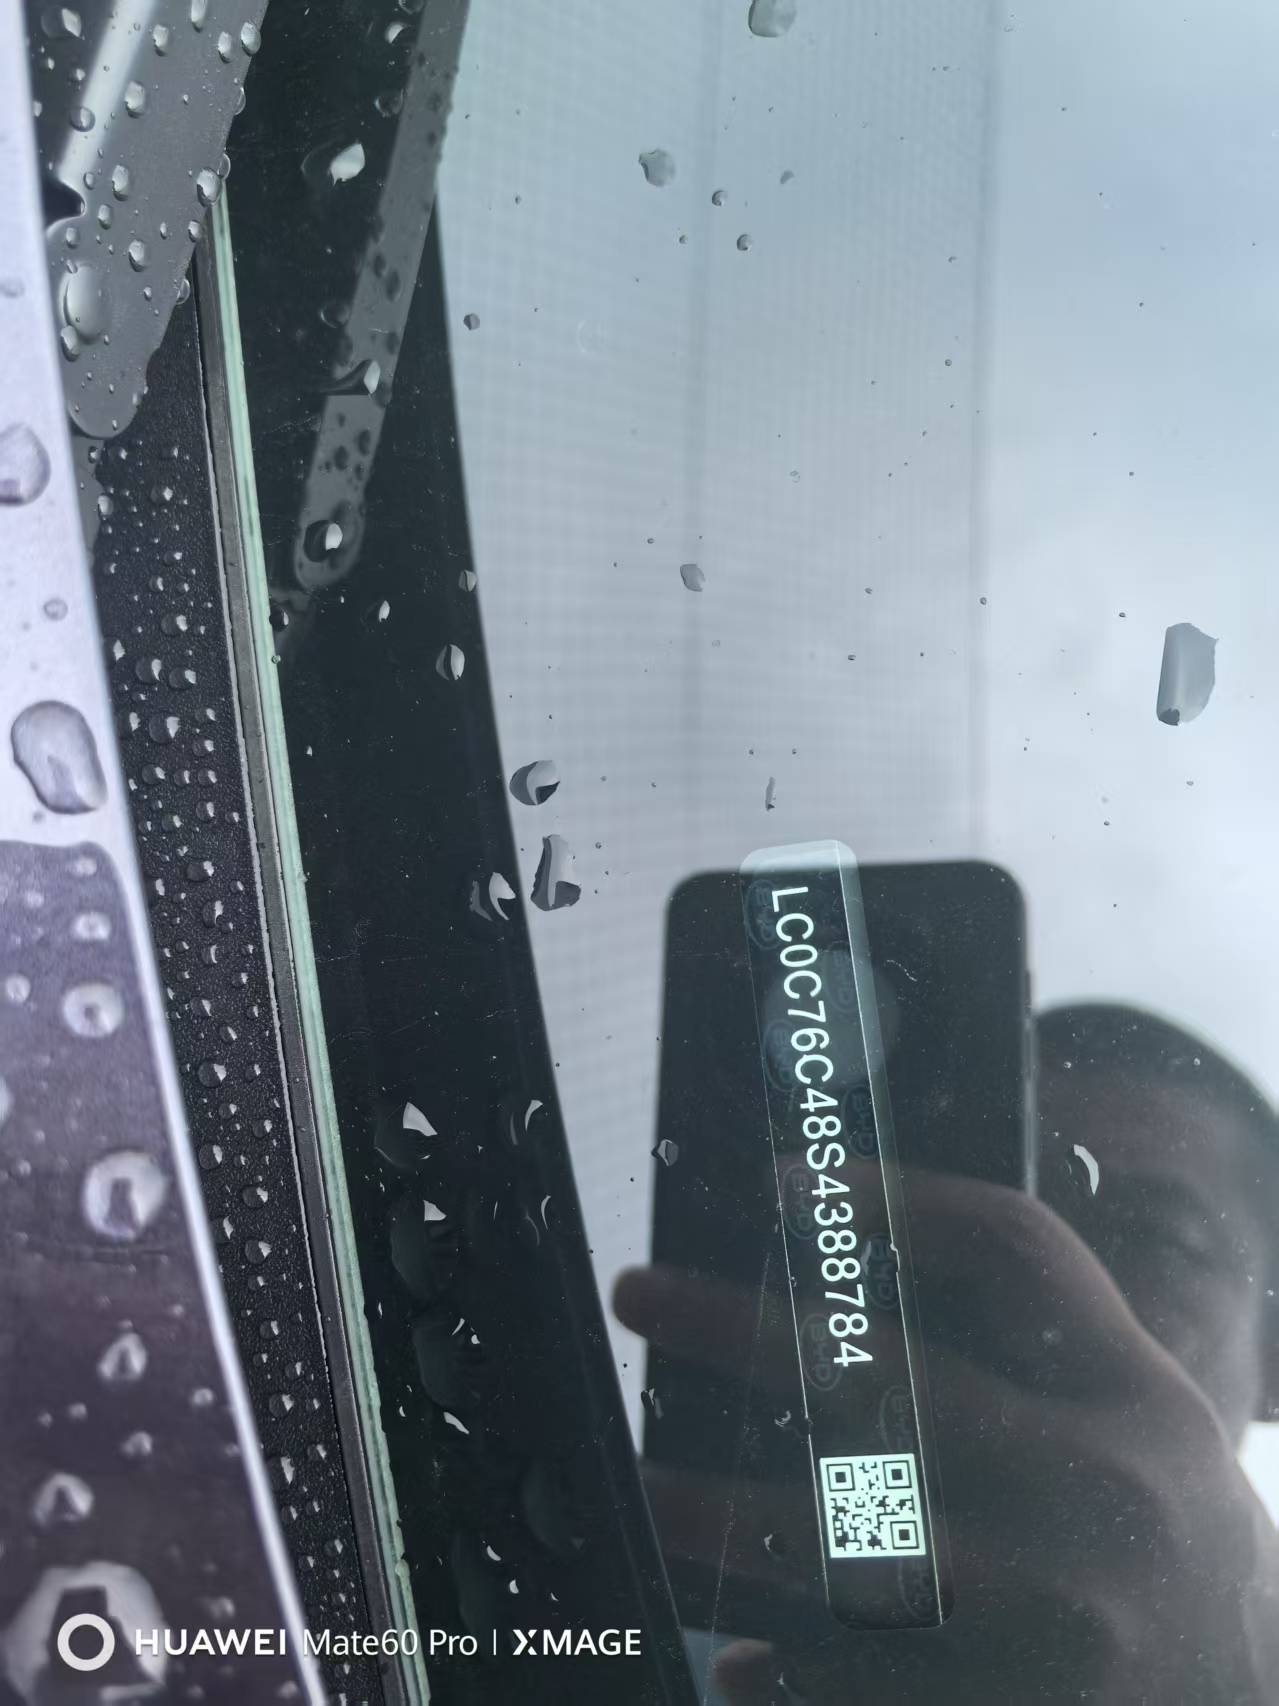 LC0C76C48S4388784
HUAWEI Mate60 Pro | XMAGE